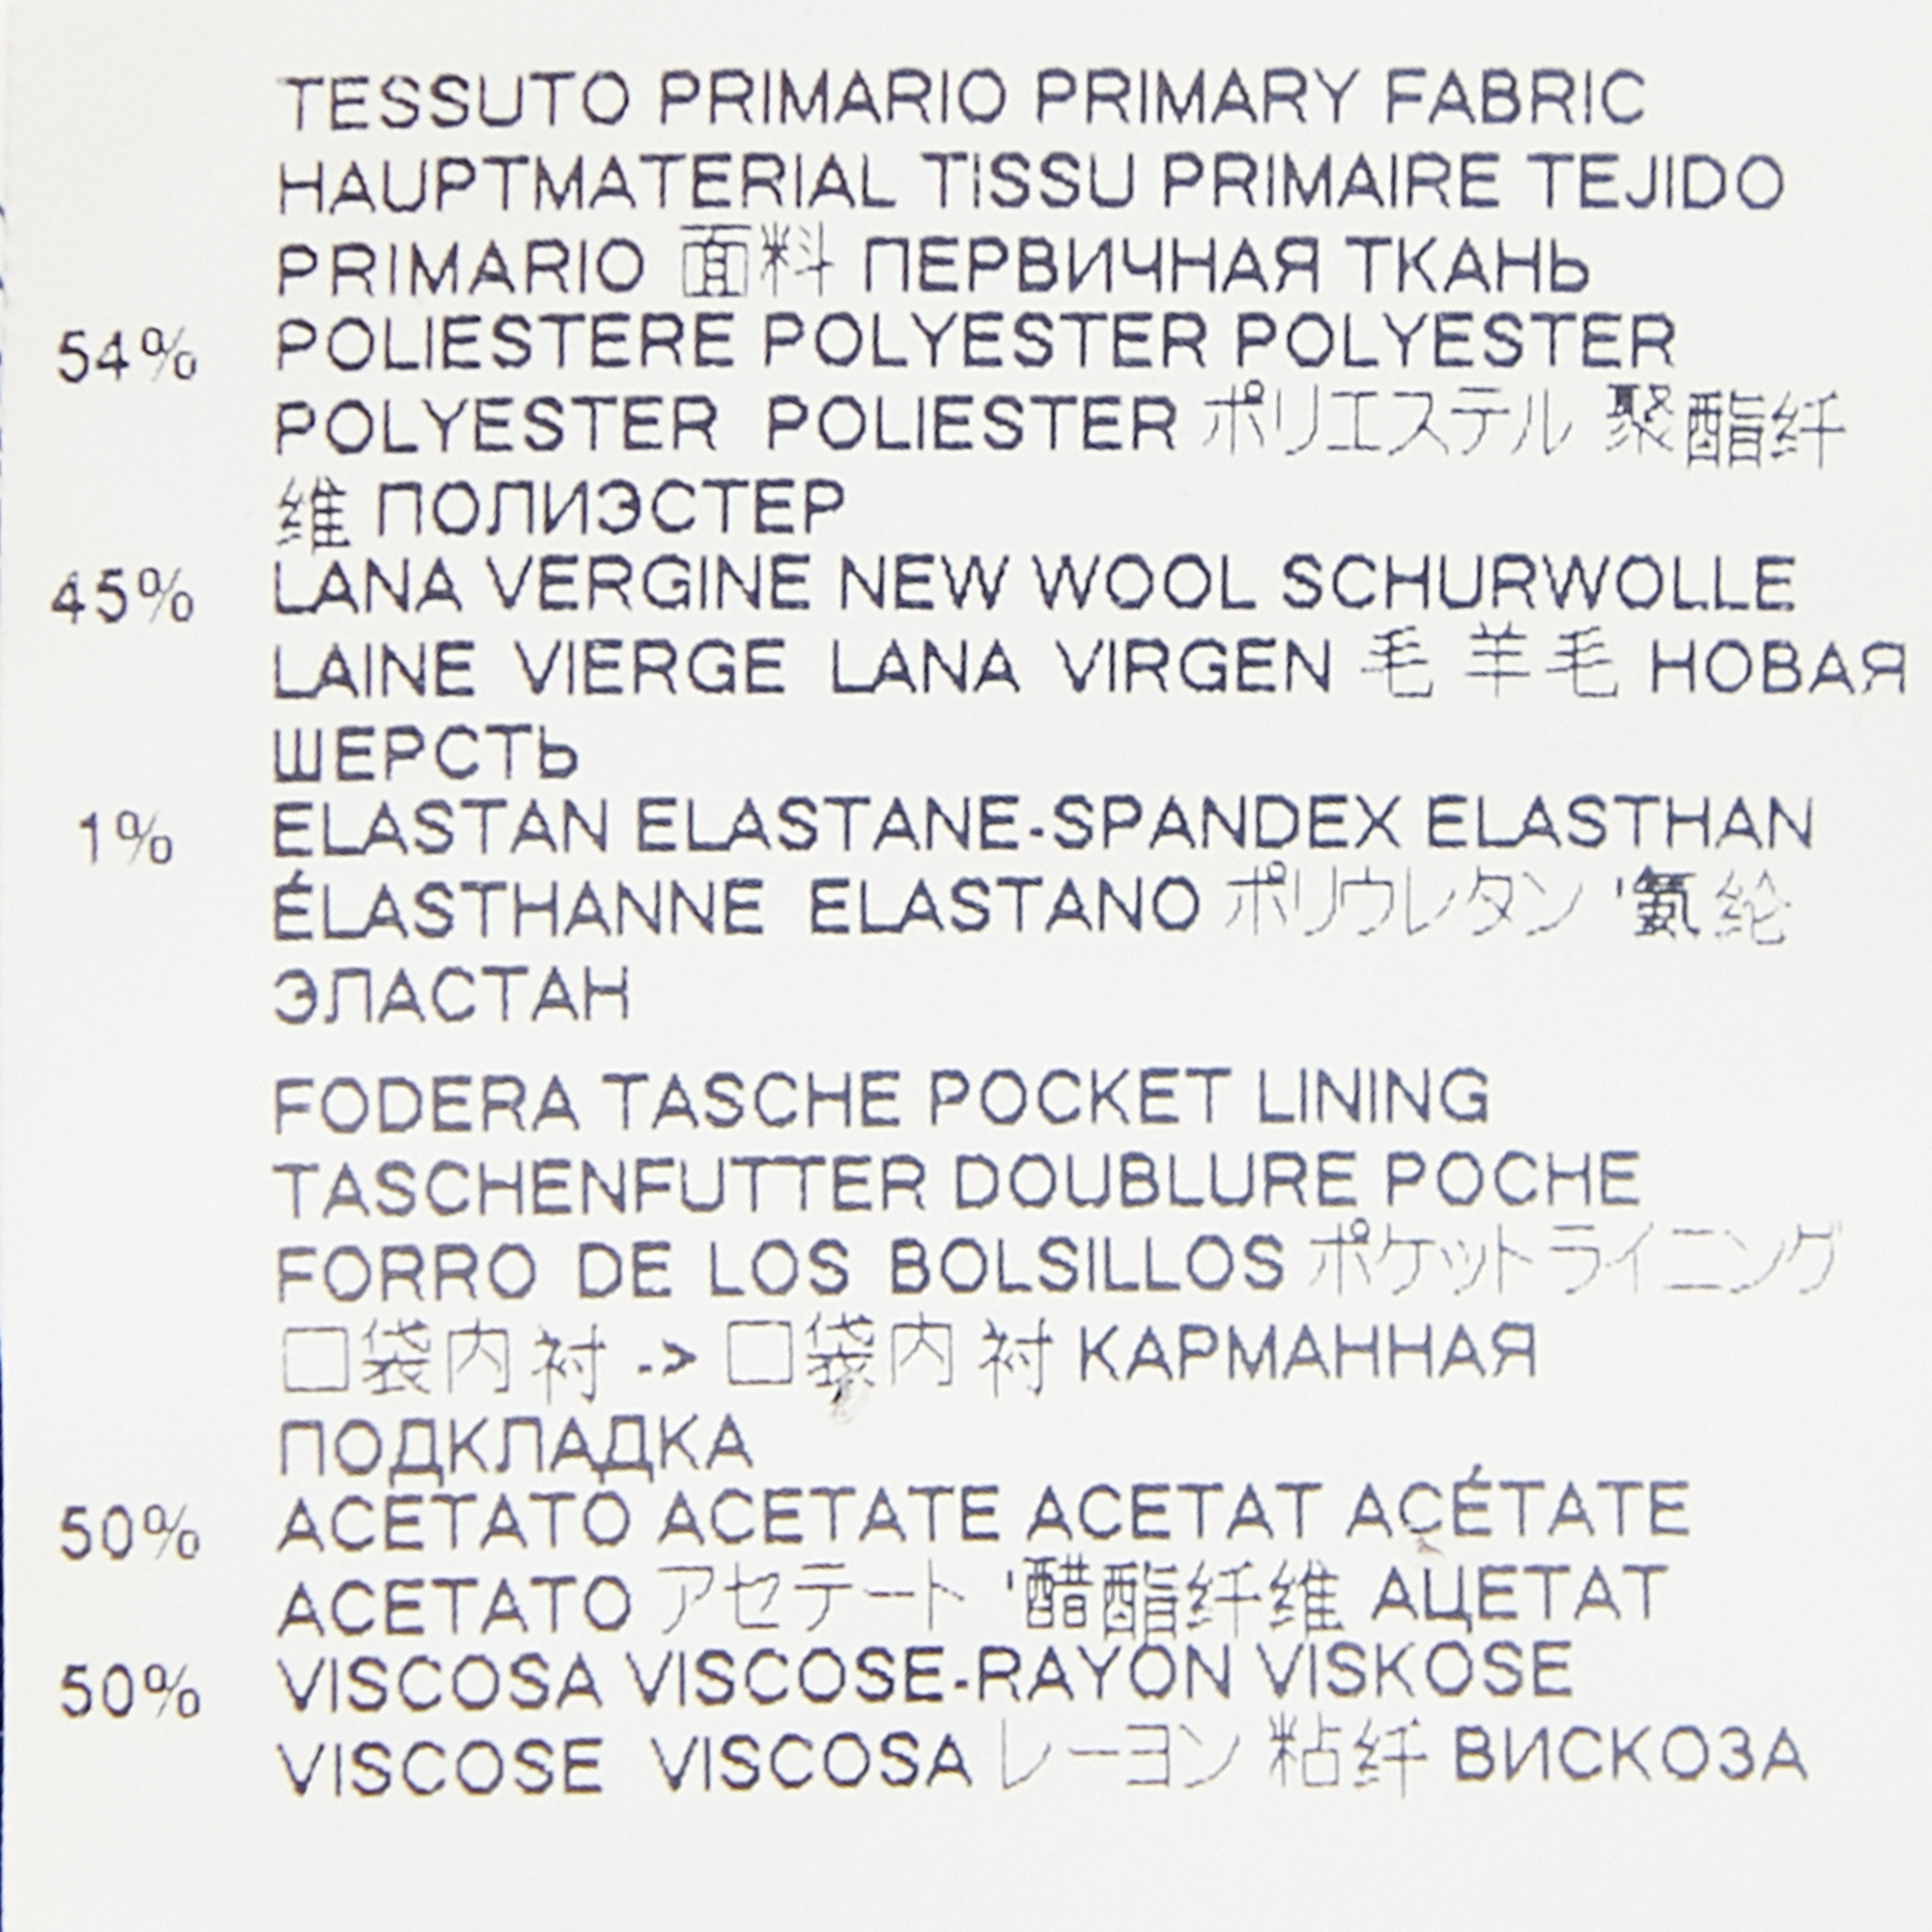 TESSUTO PRIMARIO PRIMARY FABRIC
HAUPTMATERIAL TISSU PRIMAIRE TEJIDO
PRIMARIO 面料 ПЕРВИЧНАЯ ТКАНЬ
54% POLIESTERE POLYESTER POLYESTER
POLYESTER POLIESTER ポリエステル 聚酯纤
维 ПОЛИЭСТЕР
45% LANA VERGINE NEW WOOL SCHURWOLLE
LAINE VIERGE LANA VIRGEN 毛 羊毛 НОВАЯ
ШЕРСТЬ
1% ELASTAN ELASTANE-SPANDEX ELASTHAN
ÉLASTHANNE ELASTANO ポリウレタン '氨纶
ЭЛАСТАН
FODERA TASCHE POCKET LINING
TASCHENFUTTER DOUBLURE POCHE
FORRO DE LOS BOLSILLOS ポケットライニング
口袋内衬 -> 口袋内衬 КАРМАННАЯ
ПОДКЛАДКА
50% ACETATO ACETATE ACETAT ACÉTATE
ACETATO アセテート '醋酯纤维 АЦЕТАТ
50% VISCOSA VISCOSE-RAYON VISKOSE
VISCOSE VISCOSA レーヨン 粘纤 ВИСКОЗА